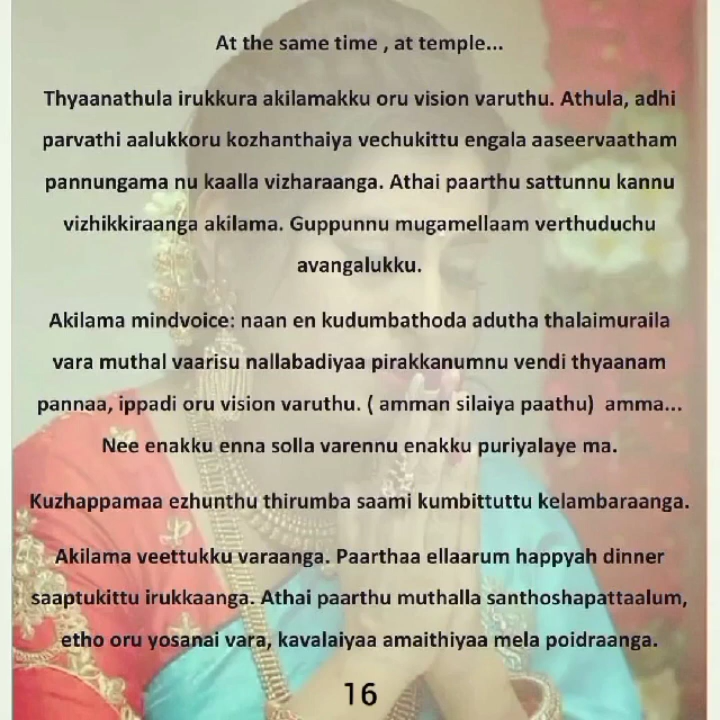 At the same time , at temple...
Thyaanathula irukkura akilamakku oru vision varuthu. Athula, adhi
parvathi aalukkoru kozhanthaiya vechukittu engala aaseervaatham
pannungama nu kaalla vizharaanga. Athai paarthu sattunnu kannu
vizhikkiraanga akilama. Guppunnu mugamellaam verthuduchu
avangalukku.
Akilama mindvoice: naan en kudumbathoda adutha thalaimuraila
vara muthal vaarisu nallabadiyaa pirakkanumnu vendi thyaanam
pannaa, ippadi oru vision varuthu. ( amman silaiya paathu)  amma...
Nee enakku enna solla varennu enakku puriyalaye ma.
Kuzhappamaa ezhunthu thirumba saami kumbittuttu kelambaraanga.
Akilama veettukku varaanga. Paarthaa ellaarum happyah dinner
saaptukittu irukkaanga. Athai paarthu muthalla santhoshapattaalum,
etho oru yosanai vara, kavalaiyaa amaithiyaa mela poidraanga.
16